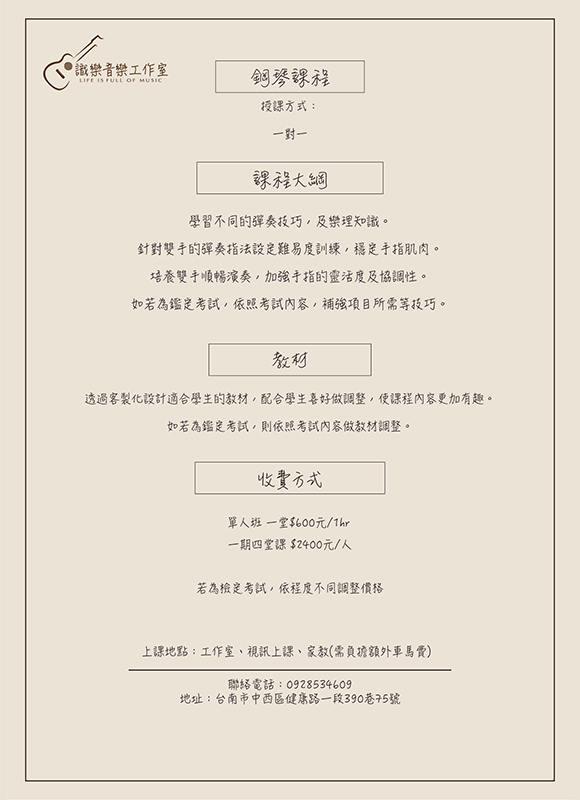 識樂音樂工作室
LIFE IS FULL OF MUSIC
鋼琴課程
授課方式：
一對一
課程大綱
學習不同的彈奏技巧，及樂理知識。
針對雙手的彈奏指法設定難易度訓練，穩定手指肌肉。
培養雙手順暢演奏，加強手指的靈活度及協調性。
如若為鑑定考試，依照考試內容，補強項目所需等技巧。
教材
透過客製化設計適合學生的教材，配合學生喜好做調整，使課程內容更加有趣。
如若為鑑定考試，則依照考試內容做教材調整。
收費方式
單人班 一堂$600元/1hr
一期四堂課 $2400元/人
若為檢定考試，依程度不同調整價格
上課地點：工作室、視訊上課、家教(需負擔額外車馬費)
聯絡電話：0928534609
地址：台南市中西區健康路一段390巷75號